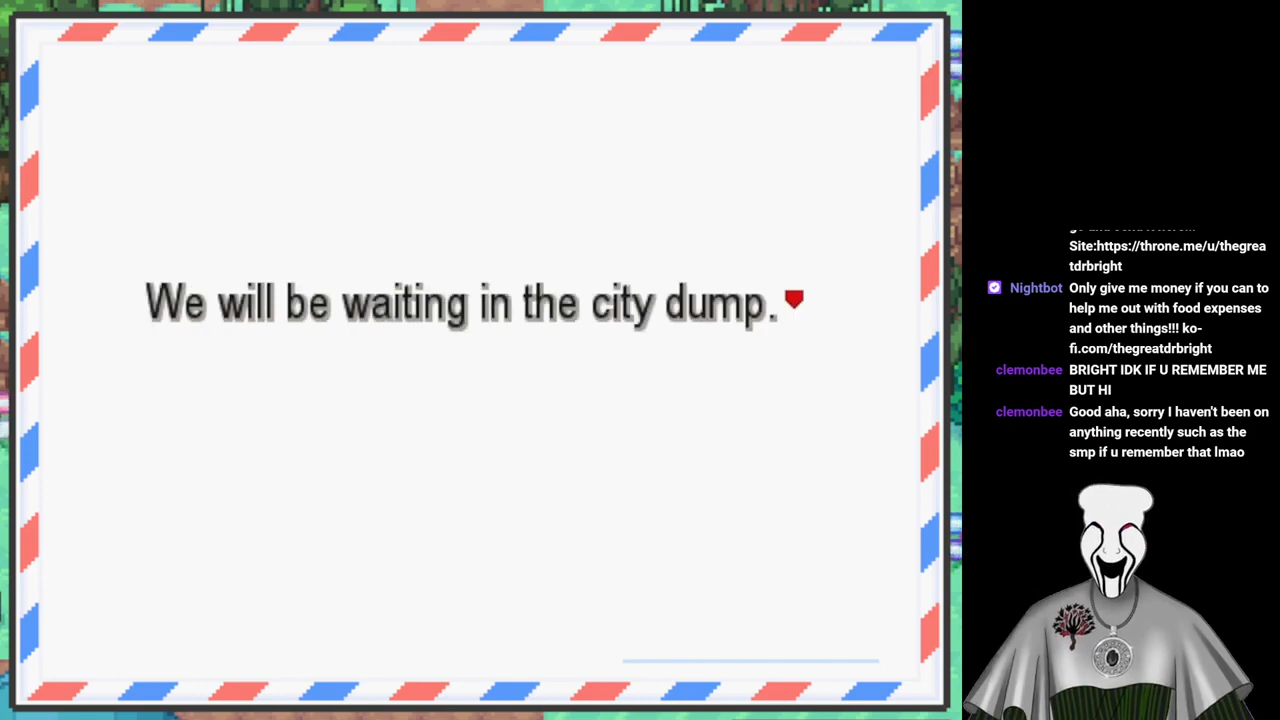 We will be waiting in the city dump.
Site:https://throne.me/u/thegrea
tdrbright
Nightbot Only give me money if you can to
help me out with food expenses
and other things!!! ko-
fi.com/thegreatdrbright
clemonbee BRIGHT IDK IF U REMEMBER ME
BUT HI
clemonbee Good aha, sorry I haven't been on
anything recently such as the
smp if u remember that lmao